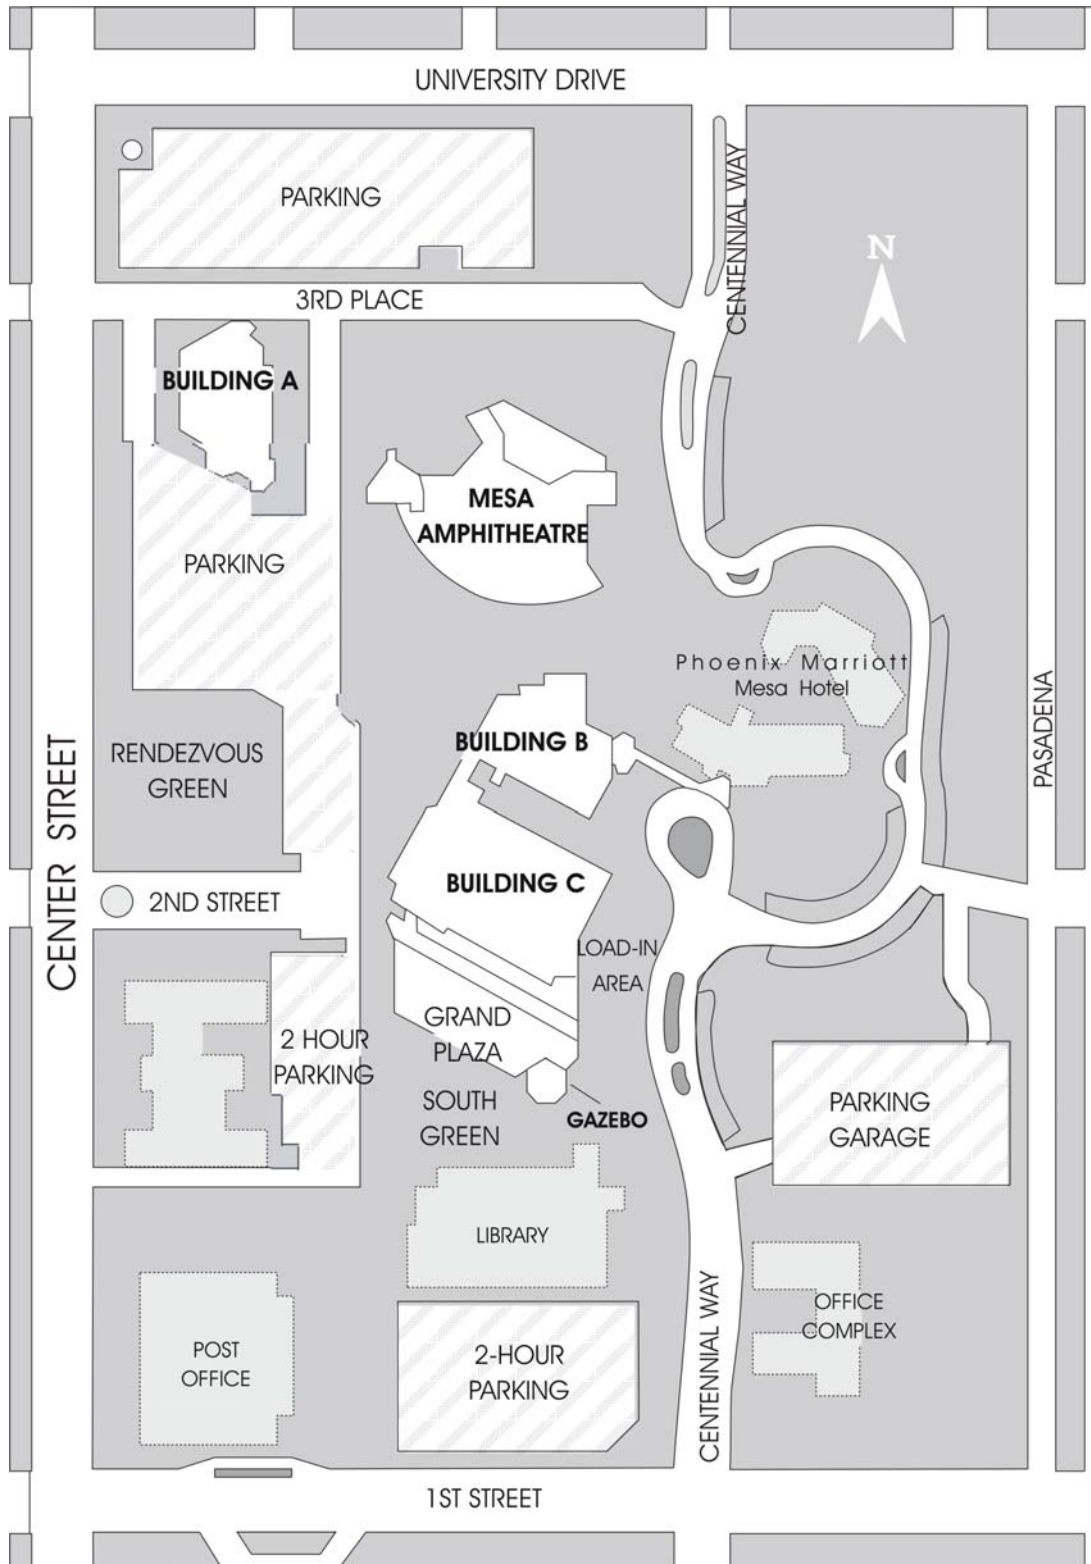 UNIVERSITY DRIVE
PARKING
CENTENNIAL WAY
N
3RD PLACE
BUILDING A
MESA
AMPHITHEATRE
PARKING
Phoenix Marriott
Mesa Hotel
PASADENA
RENDEZVOUS
GREEN
BUILDING B
CENTER STREET
BUILDING C
2ND STREET
LOAD-IN
AREA
GRAND
PLAZA
2 HOUR
PARKING
SOUTH
GREEN
GAZEBO
PARKING
GARAGE
LIBRARY
OFFICE
COMPLEX
POST
OFFICE
2-HOUR
PARKING
CENTENNIAL WAY
1ST STREET